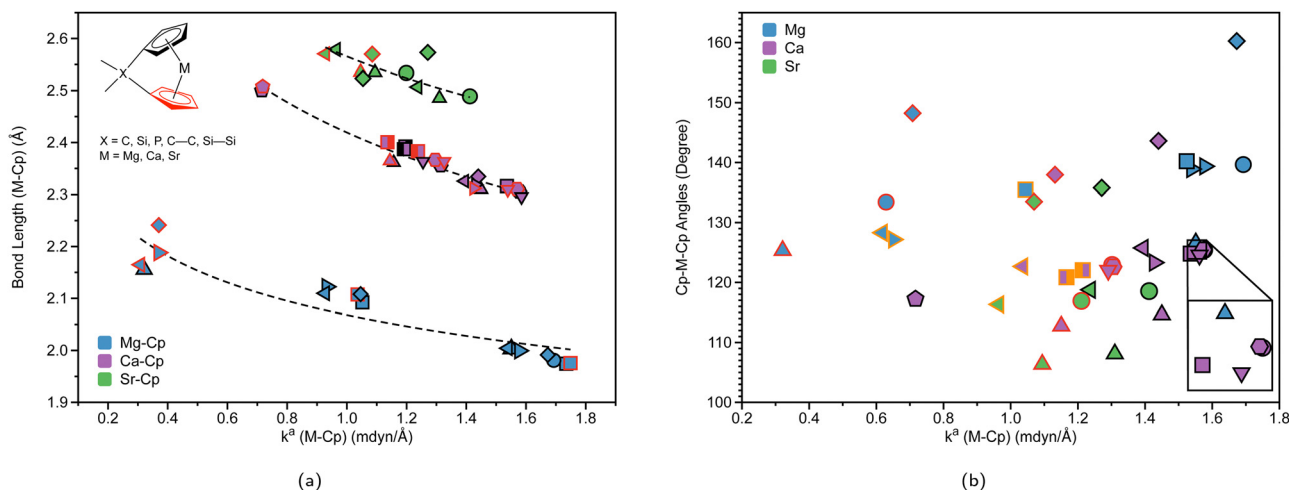 2.6
2.5
2.4
2.3
2.2
2.1
2.0
1.9
Bond Length (M-Cp) (Å)
X
M
X = C, Si, P, C—C, Si—Si
M = Mg, Ca, Sr
Mg-Cp
Ca-Cp
Sr-Cp
0.2 0.4 0.6 0.8 1.0 1.2 1.4 1.6 1.8
kᵃ (M-Cp) (mdyn/Å)
(a)
160
150
140
130
120
110
100
Cp-M-Cp Angles (Degree)
Mg
Ca
Sr
0.2 0.4 0.6 0.8 1.0 1.2 1.4 1.6 1.8
kᵃ (M-Cp) (mdyn/Å)
(b)